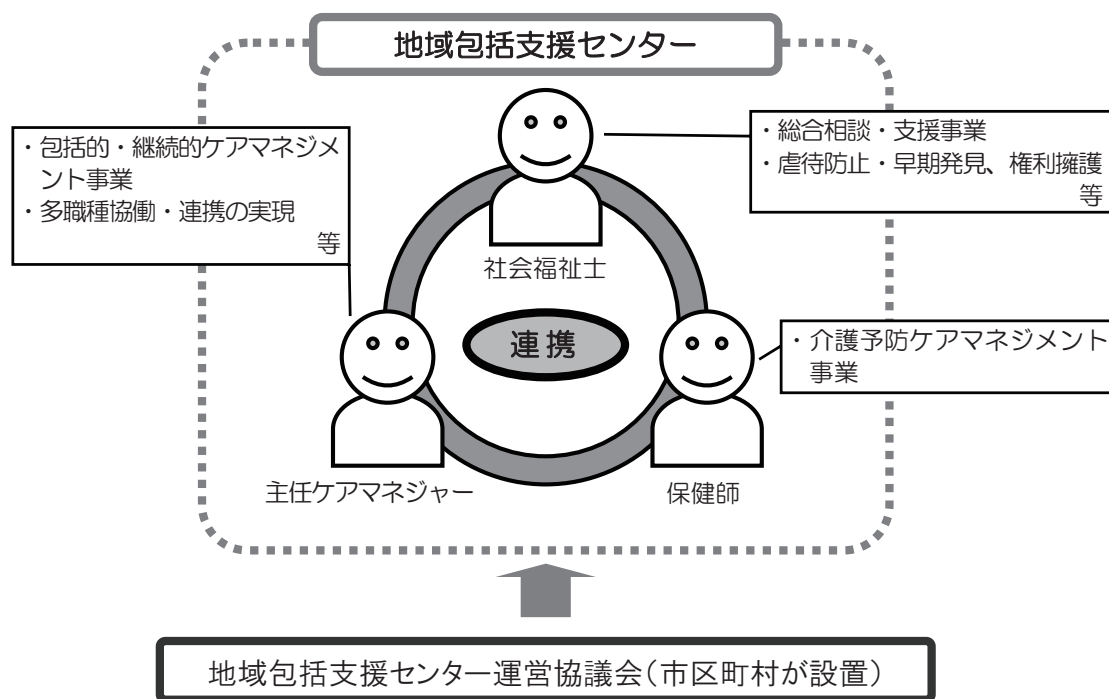 地域包括支援センター
・包括的・継続的ケアマネジメ
ント事業
・多職種協働・連携の実現
等
・総合相談・支援事業
・虐待防止・早期発見、権利擁護
等
社会福祉士
連携
・介護予防ケアマネジメント
事業
主任ケアマネジャー
保健師
地域包括支援センター運営協議会（市区町村が設置）